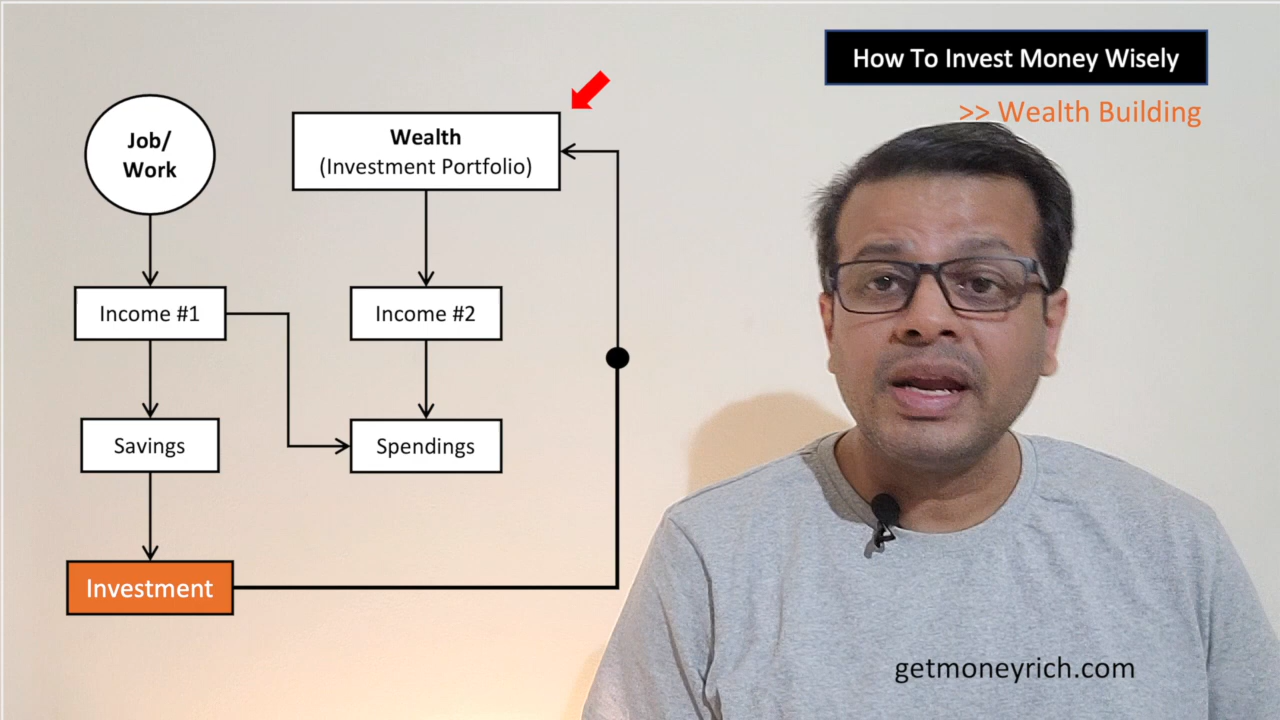 How To Invest Money Wisely
>> Wealth Building
Job/
Work
Wealth
(Investment Portfolio)
Income #1
Income #2
Savings
Spendings
Investment
getmoneyrich.com